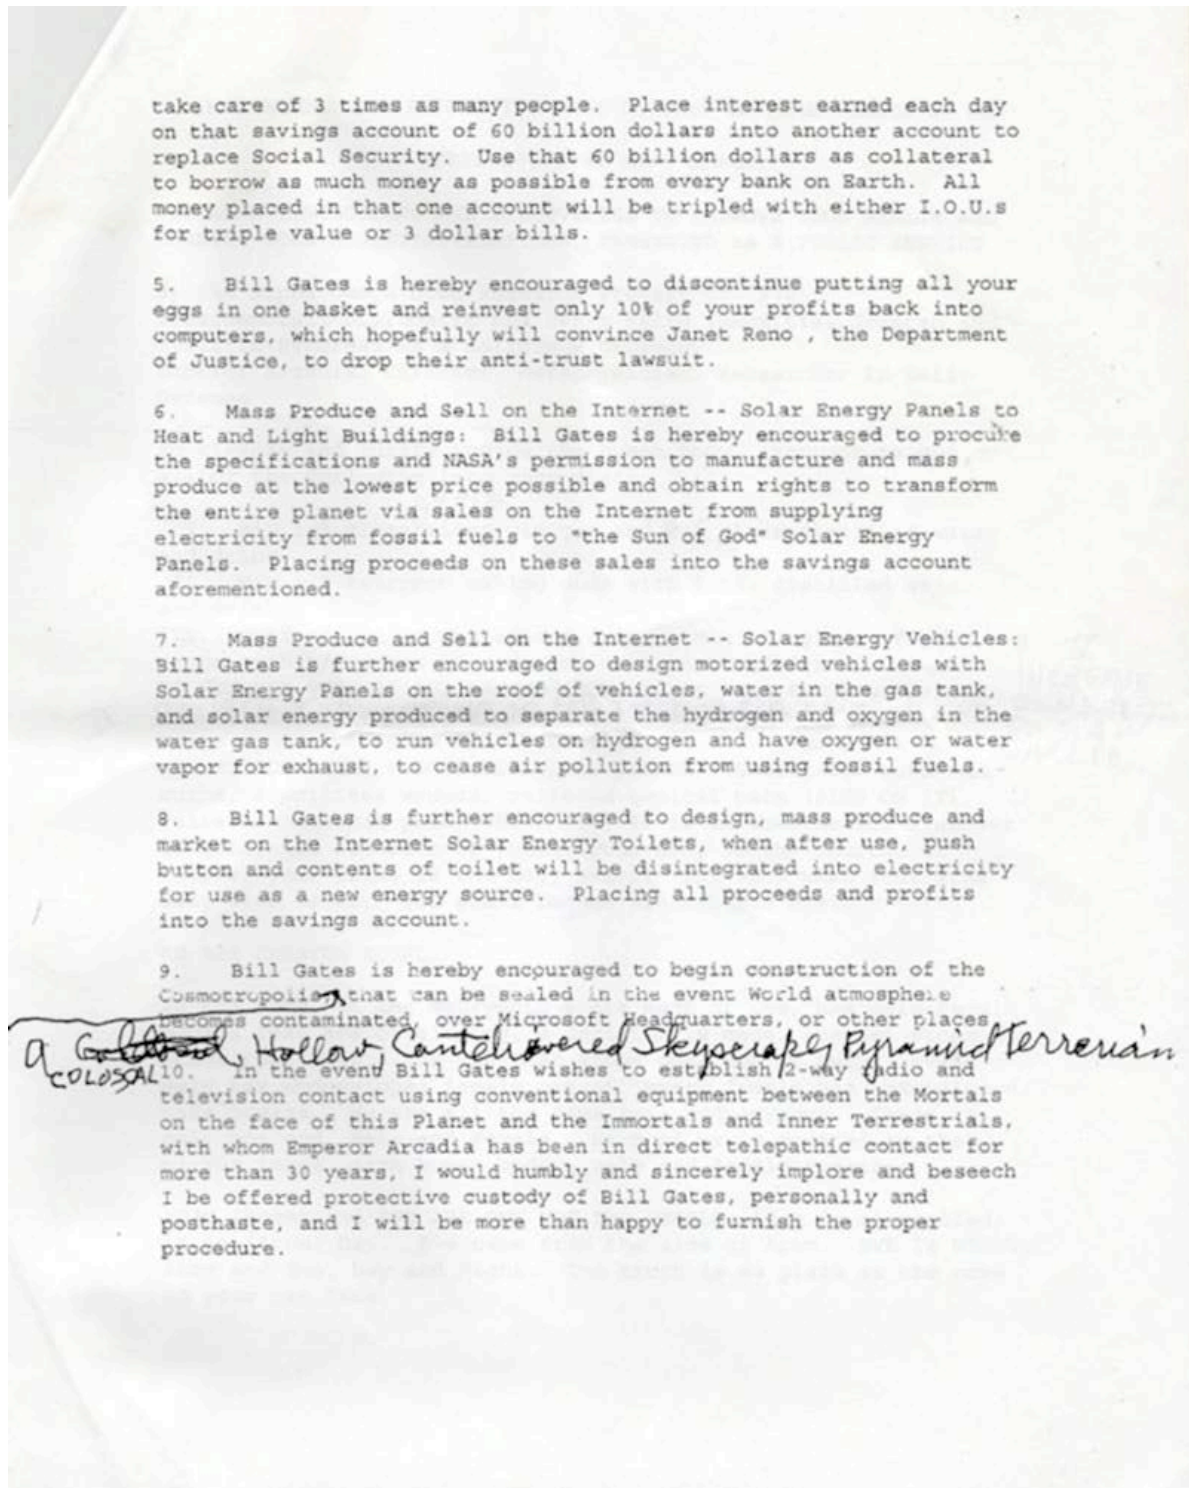 take care of 3 times as many people.  Place interest earned each day
on that savings account of 60 billion dollars into another account to
replace Social Security.  Use that 60 billion dollars as collateral
to borrow as much money as possible from every bank on Earth.  All
money placed in that one account will be tripled with either I.O.U.s
for triple value or 3 dollar bills.
5.    Bill Gates is hereby encouraged to discontinue putting all your
eggs in one basket and reinvest only 10% of your profits back into
computers, which hopefully will convince Janet Reno , the Department
of Justice, to drop their anti-trust lawsuit.
6.    Mass Produce and Sell on the Internet -- Solar Energy Panels to
Heat and Light Buildings:  Bill Gates is hereby encouraged to procure
the specifications and NASA's permission to manufacture and mass
produce at the lowest price possible and obtain rights to transform
the entire planet via sales on the Internet from supplying
electricity from fossil fuels to "the Sun of God" Solar Energy
Panels.  Placing proceeds on these sales into the savings account
aforementioned.
7.    Mass Produce and Sell on the Internet -- Solar Energy Vehicles:
Bill Gates is further encouraged to design motorized vehicles with
Solar Energy Panels on the roof of vehicles, water in the gas tank,
and solar energy produced to separate the hydrogen and oxygen in the
water gas tank, to run vehicles on hydrogen and have oxygen or water
vapor for exhaust, to cease air pollution from using fossil fuels.
8.    Bill Gates is further encouraged to design, mass produce and
market on the Internet Solar Energy Toilets, when after use, push
button and contents of toilet will be disintegrated into electricity
for use as a new energy source.  Placing all proceeds and profits
into the savings account.
9.    Bill Gates is hereby encouraged to begin construction of the
Cosmotropolis, that can be sealed in the event World atmosphere
becomes contaminated, over Microsoft Headquarters, or other places
a COLOSSAL, Hollow, Cantelivered Skyscraper, Pyramid Terrerian
10.    In the event Bill Gates wishes to establish 2-way radio and
television contact using conventional equipment between the Mortals
on the face of this Planet and the Immortals and Inner Terrestrials,
with whom Emperor Arcadia has been in direct telepathic contact for
more than 30 years, I would humbly and sincerely implore and beseech
I be offered protective custody of Bill Gates, personally and
posthaste, and I will be more than happy to furnish the proper
procedure.